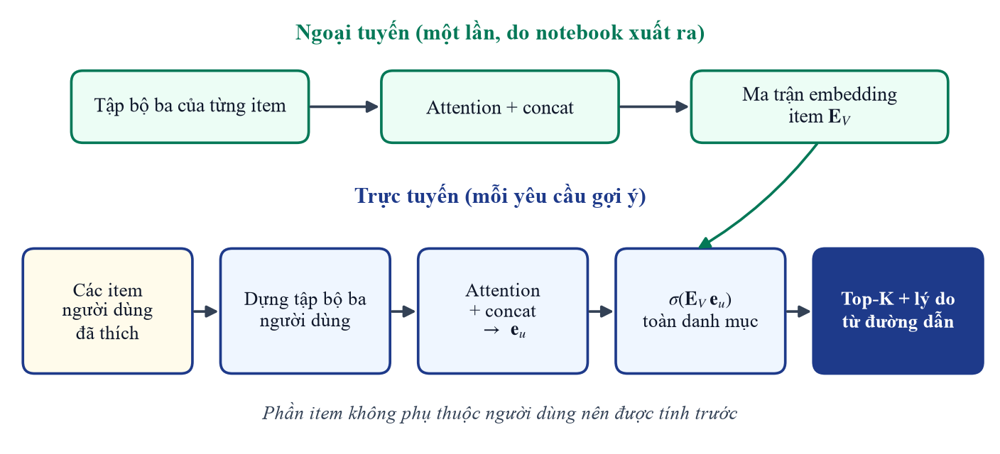 Ngoại tuyến (một lần, do notebook xuất ra)
Tập bộ ba của từng item
Attention + concat
Ma trận embedding
item E_V
Trực tuyến (mỗi yêu cầu gợi ý)
Các item
người dùng
đã thích
Dựng tập bộ ba
người dùng
Attention
+ concat
→ e_u
σ(E_V e_u)
toàn danh mục
Top-K + lý do
từ đường dẫn
Phần item không phụ thuộc người dùng nên được tính trước